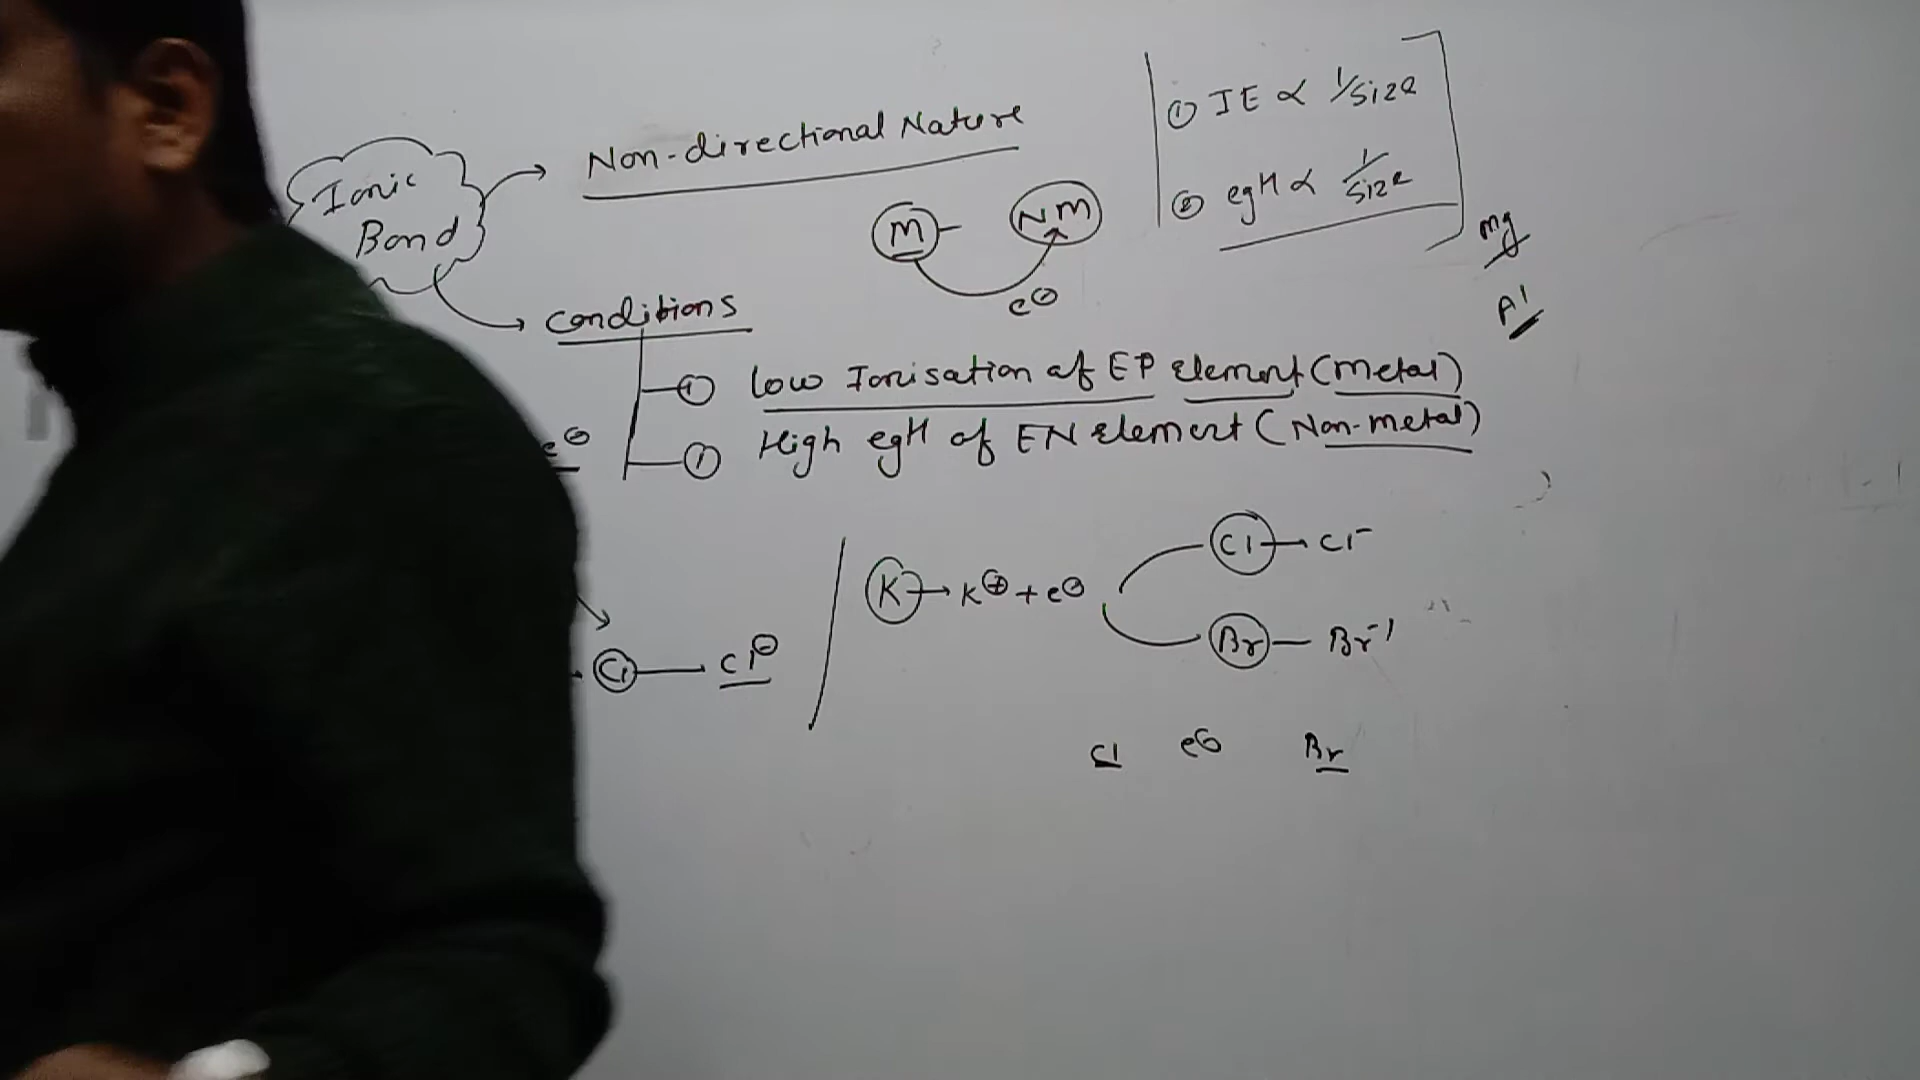 Ionic
Bond
Non-directional Nature
M NM
e⊖
① IE ∝ 1/size
② egH ∝ 1/size
mg
Al
conditions
① low Ionisation of EP element (metal)
① High egH of EN element (Non-metal)
e⊖
Cl — Cl⊖
K → K⊕ + e⊖
Cl → Cl⁻
Br — Br⁻¹
Cl e⊖ Br